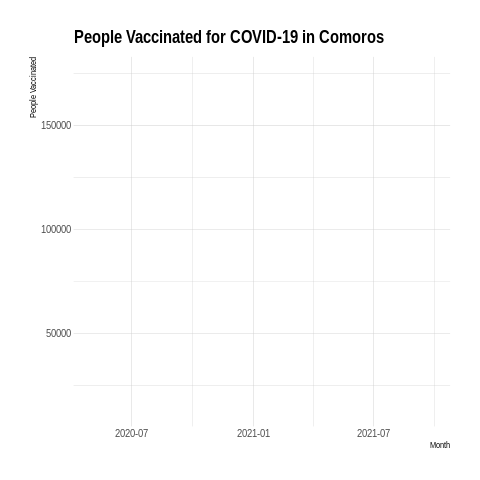 People Vaccinated for COVID-19 in Comoros
People Vaccinated
150000
100000
50000
2020-07
2021-01
2021-07
Month